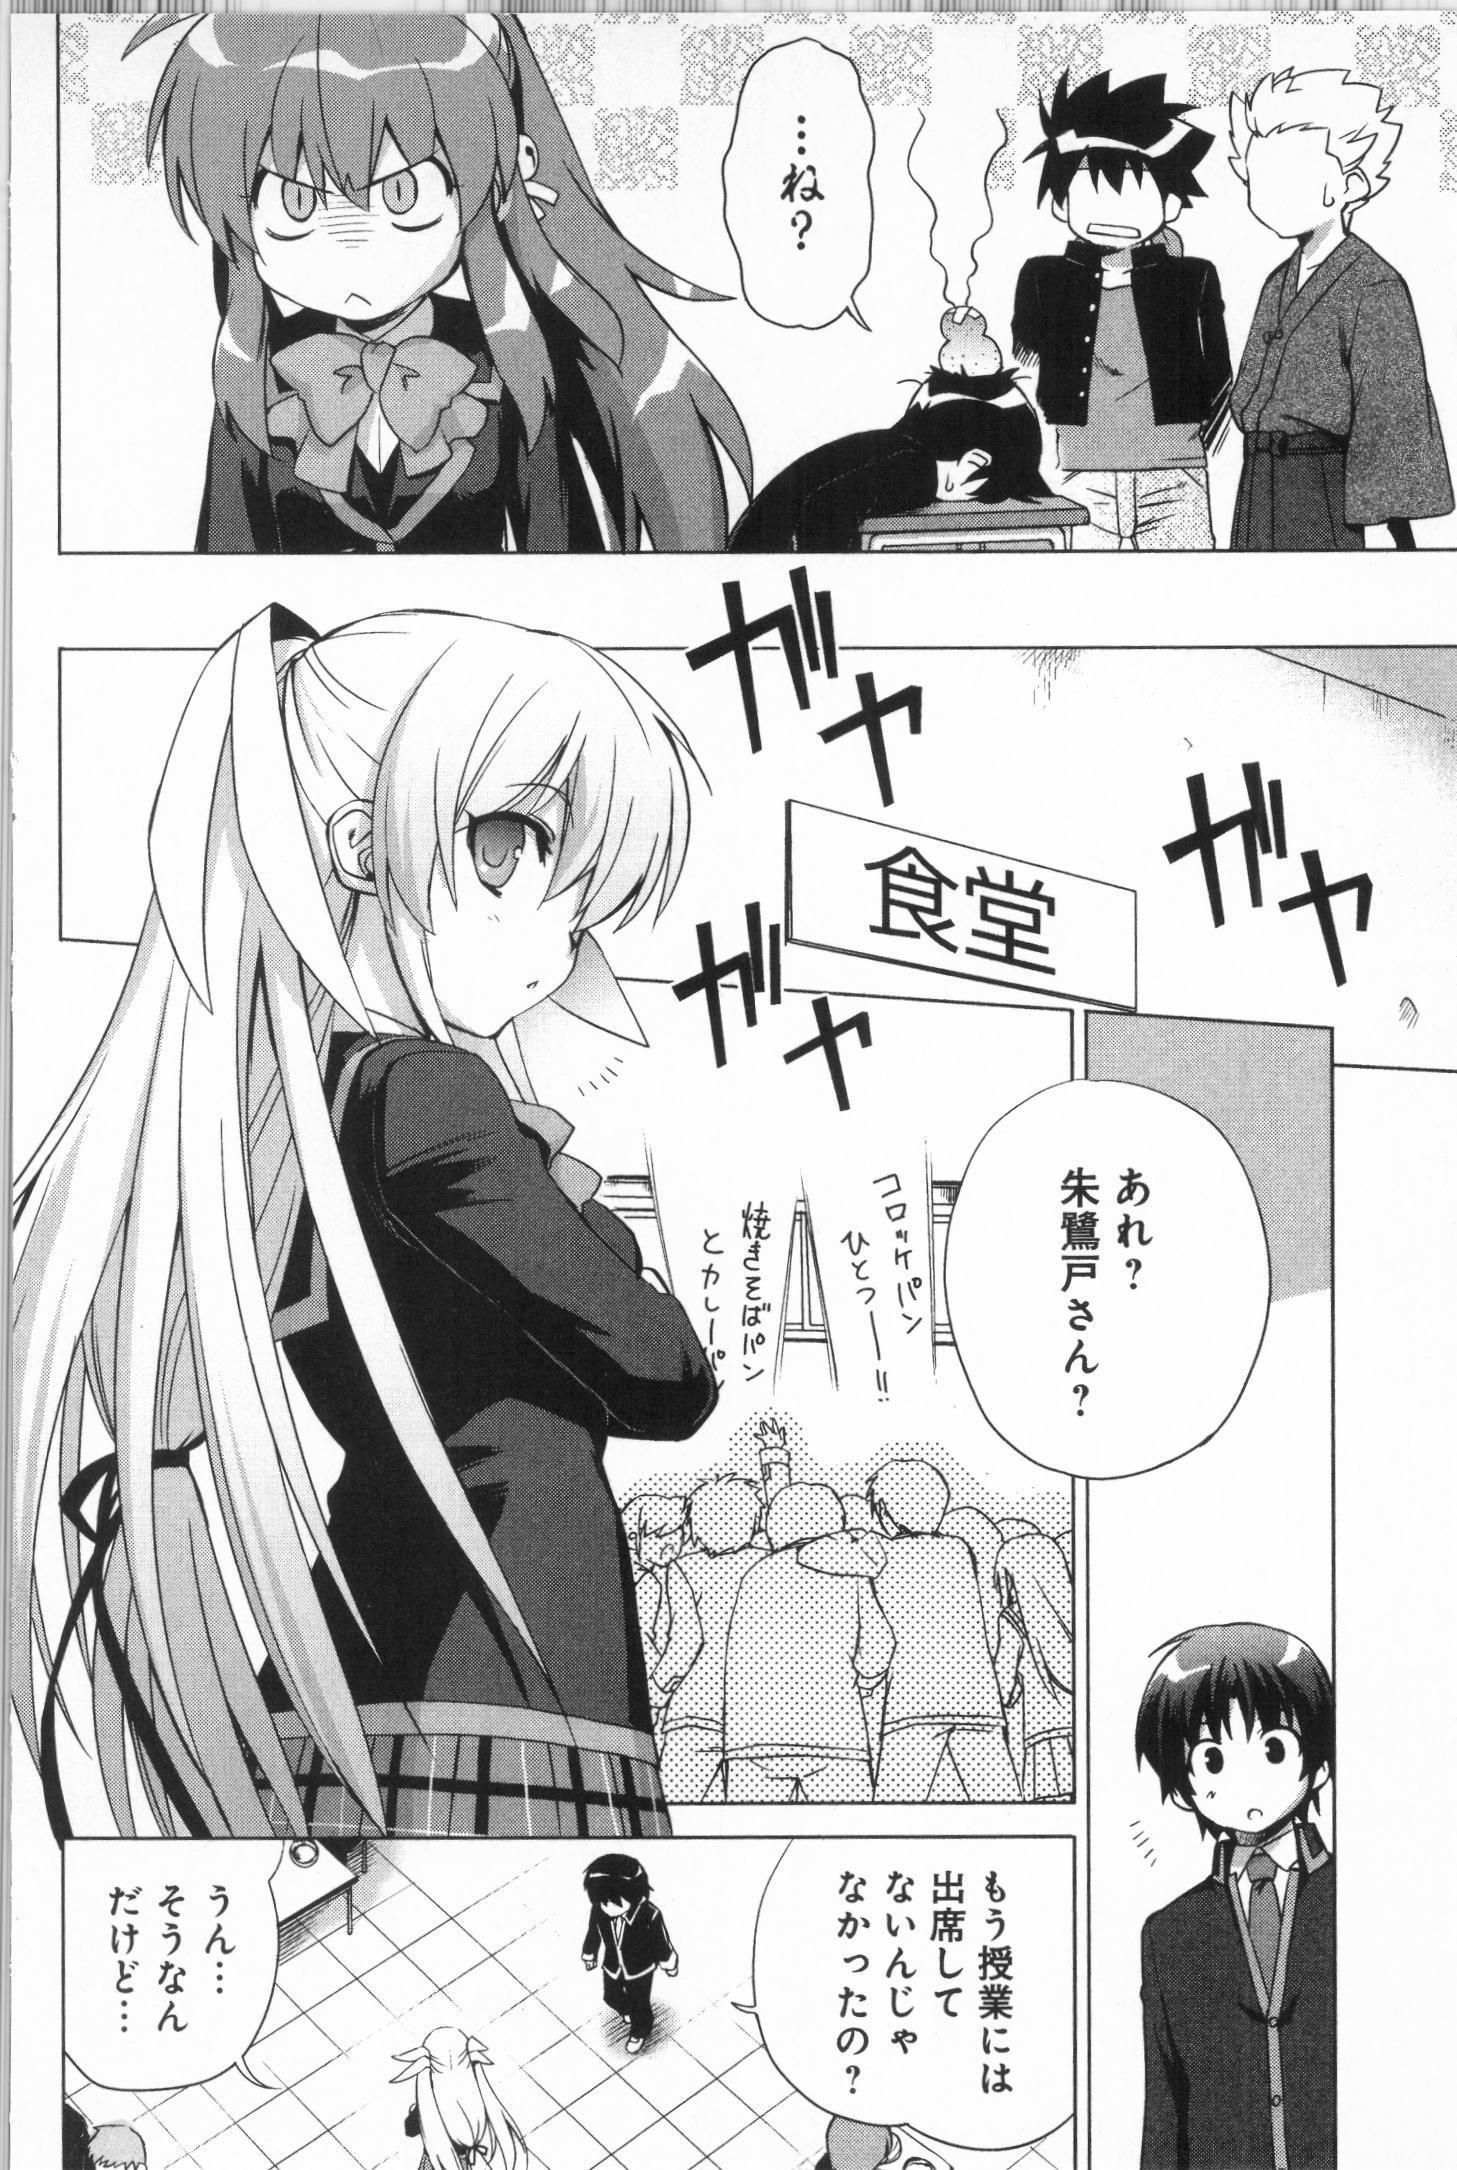 …ね?
ガヤ
ガヤ
食堂
ガヤ
あれ?
朱鷺戸さん?
コロッケパン
ひとつー!!
焼きそばパン
とカレーパン
もう授業には
出席して
ないんじゃ
なかったの?
うん…
そうなん
だけど…